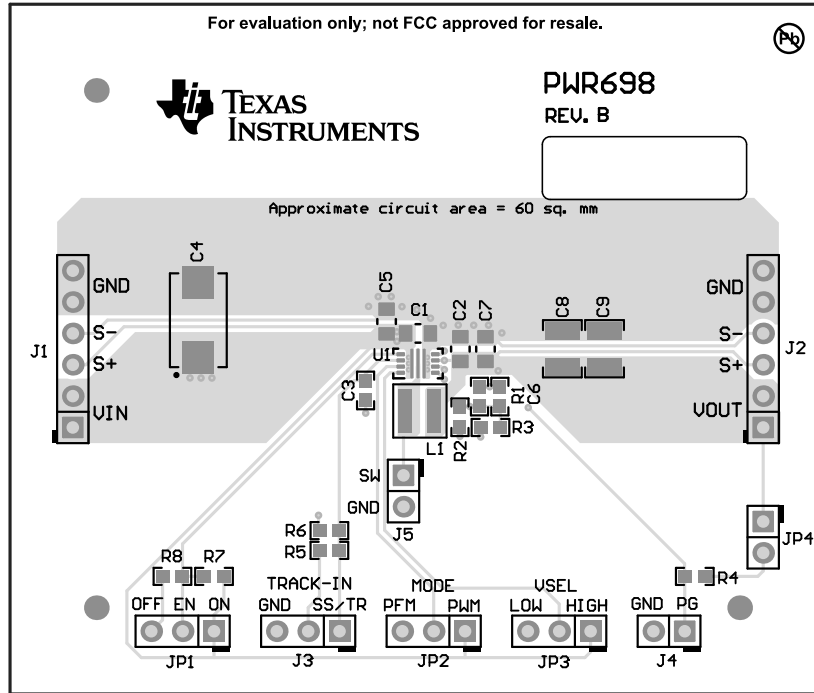 For evaluation only; not FCC approved for resale.
Pb
TEXAS
INSTRUMENTS
PWR698
REV. B
Approximate circuit area = 60 sq. mm
C4
C5
C1
C2
C7
C8
C9
GND
GND
J1
S-
S-
J2
S+
S+
U1
VIN
VOUT
C3
R1
C6
R2
R3
L1
SW
GND
J5
JP4
R6
R5
R8
R7
R4
TRACK-IN
MODE
VSEL
OFF EN ON
GND SS/TR
PFM PWM
LOW HIGH
GND PG
JP1
J3
JP2
JP3
J4